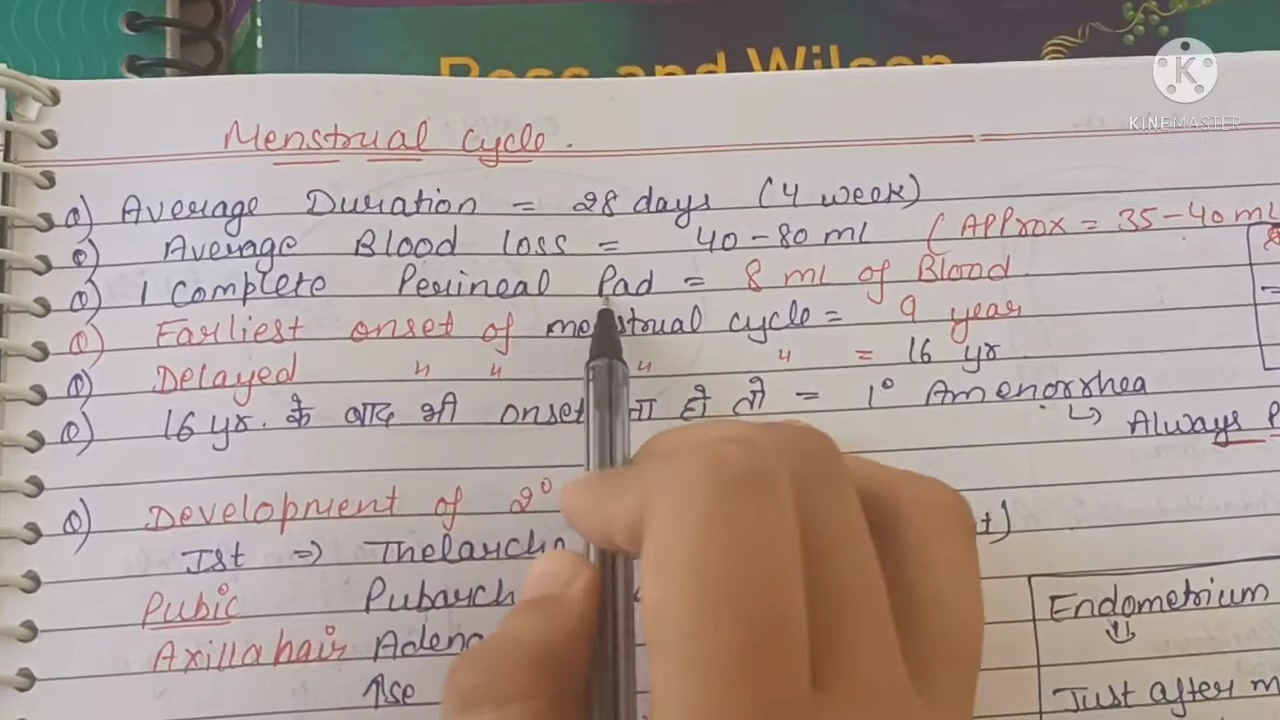 Ross and Wilson
KINEMASTER
Menstrual Cycle.
Average Duration = 28 days (4 week)
Average Blood loss = 40-80 ml (Approx = 35-40 ml
1 Complete Perineal Pad = 8 ml of Blood
Earliest onset of menstrual cycle = 9 year
Delayed " " " " = 16 yr
16 yr. के बाद भी onset ना हो तो = 1° Amenorrhea
↳ Always P
Development of 2°
Ist ⇒ Thelarch
Pubic Pubarch
Axilla hair Adena
↑se
Endometrium
⇓
Just after m